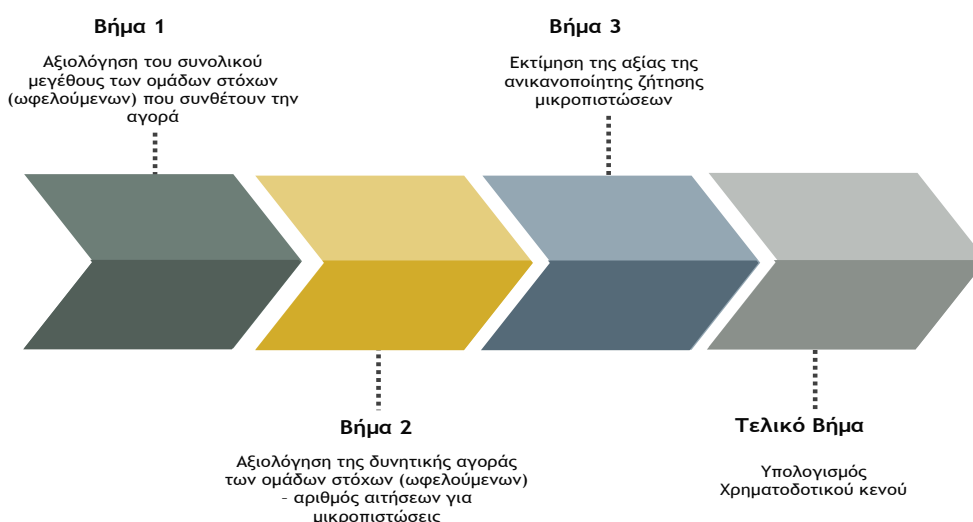 Βήμα 1
Αξιολόγηση του συνολικού
μεγέθους των ομάδων στόχων
(ωφελούμενων) που συνθέτουν την
αγορά
Βήμα 2
Αξιολόγηση της δυνητικής αγοράς
των ομάδων στόχων (ωφελούμενων)
- αριθμός αιτήσεων για
μικροπιστώσεις
Βήμα 3
Εκτίμηση της αξίας της
ανικανοποίητης ζήτησης
μικροπιστώσεων
Τελικό Βήμα
Υπολογισμός
Χρηματοδοτικού κενού